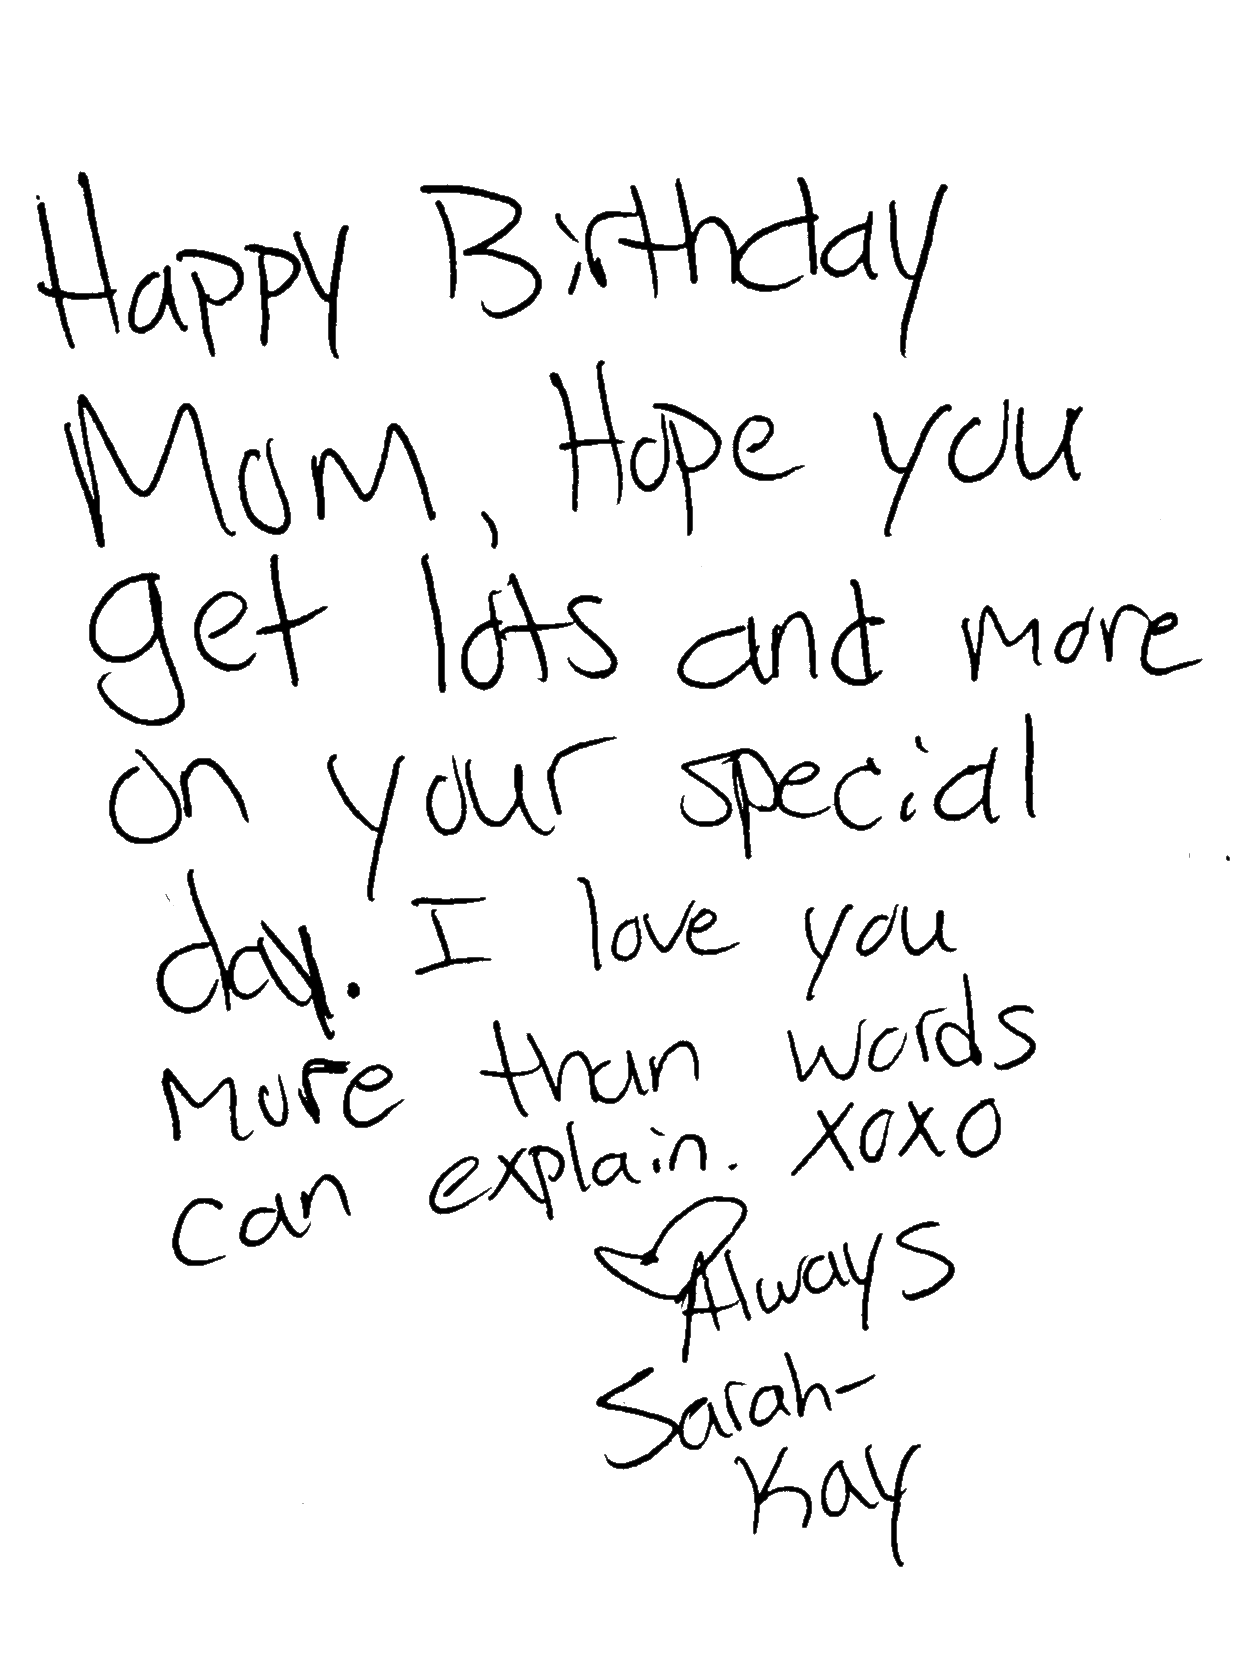 Happy Birthday
Mom, Hope you
get lots and more
on your special
day. I love you
more than words
can explain. XOXO
Always
Sarah-
Kay